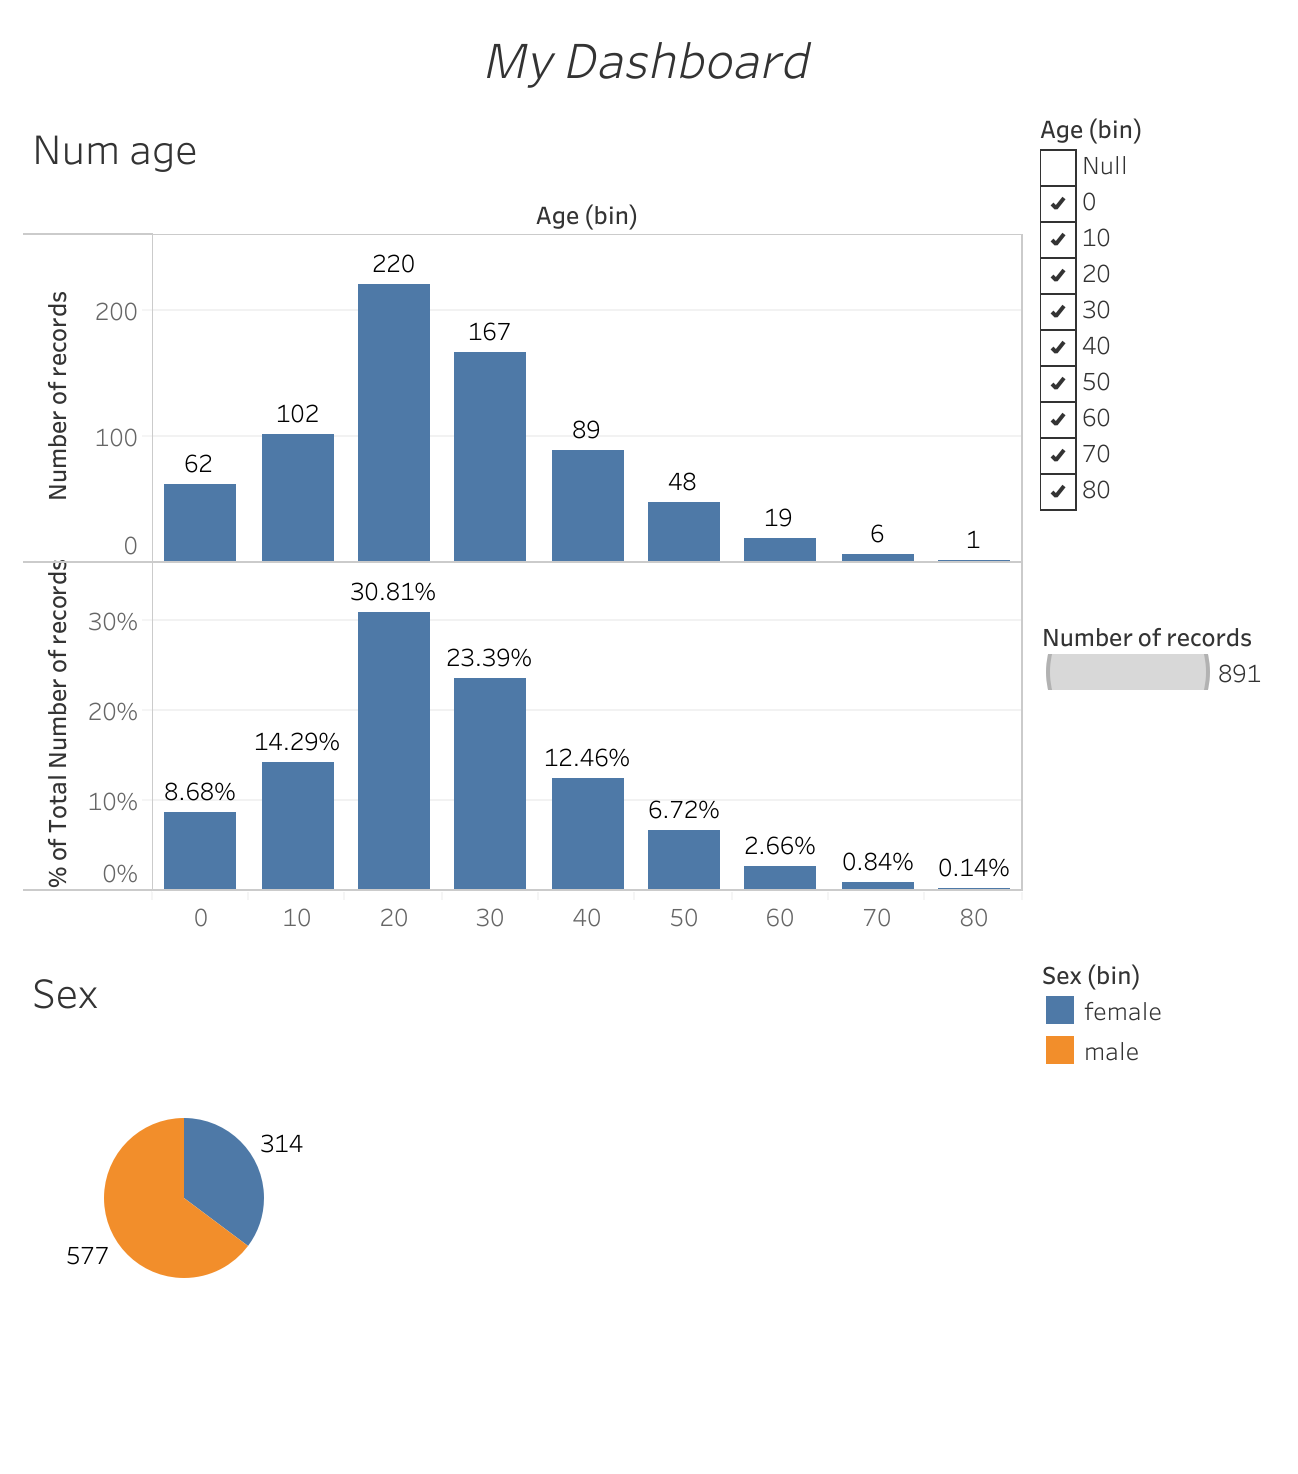 My Dashboard
Num age
Age (bin)
Number of records
200
100
0
62
102
220
167
89
48
19
6
1
% of Total Number of records
30%
20%
10%
0%
8.68%
14.29%
30.81%
23.39%
12.46%
6.72%
2.66%
0.84%
0.14%
0 10 20 30 40 50 60 70 80
Age (bin)
Null
0
10
20
30
40
50
60
70
80
Number of records
891
Sex
314
577
Sex (bin)
female
male